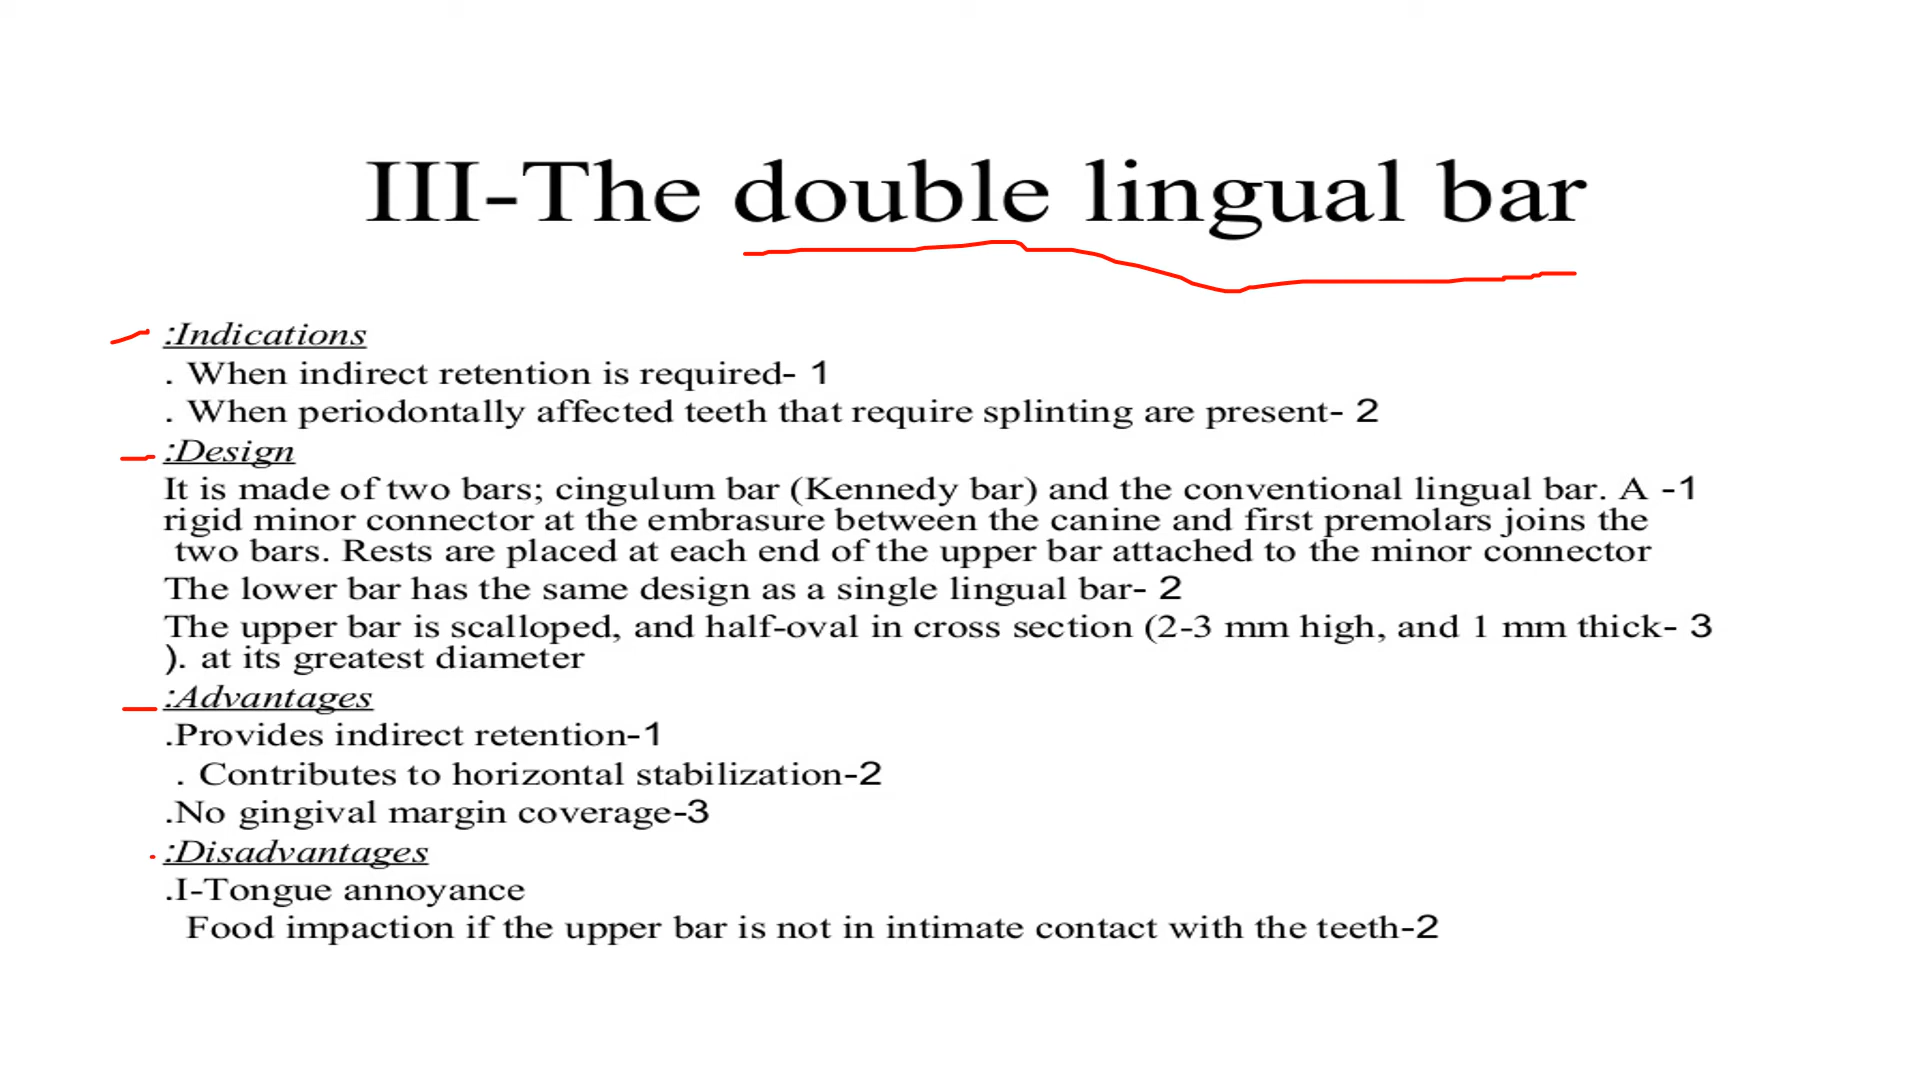 III-The double lingual bar
:Indications
. When indirect retention is required- 1
. When periodontally affected teeth that require splinting are present- 2
:Design
It is made of two bars; cingulum bar (Kennedy bar) and the conventional lingual bar. A -1
rigid minor connector at the embrasure between the canine and first premolars joins the
two bars. Rests are placed at each end of the upper bar attached to the minor connector
The lower bar has the same design as a single lingual bar- 2
The upper bar is scalloped, and half-oval in cross section (2-3 mm high, and 1 mm thick- 3
). at its greatest diameter
:Advantages
.Provides indirect retention-1
. Contributes to horizontal stabilization-2
.No gingival margin coverage-3
:Disadvantages
.I-Tongue annoyance
Food impaction if the upper bar is not in intimate contact with the teeth-2